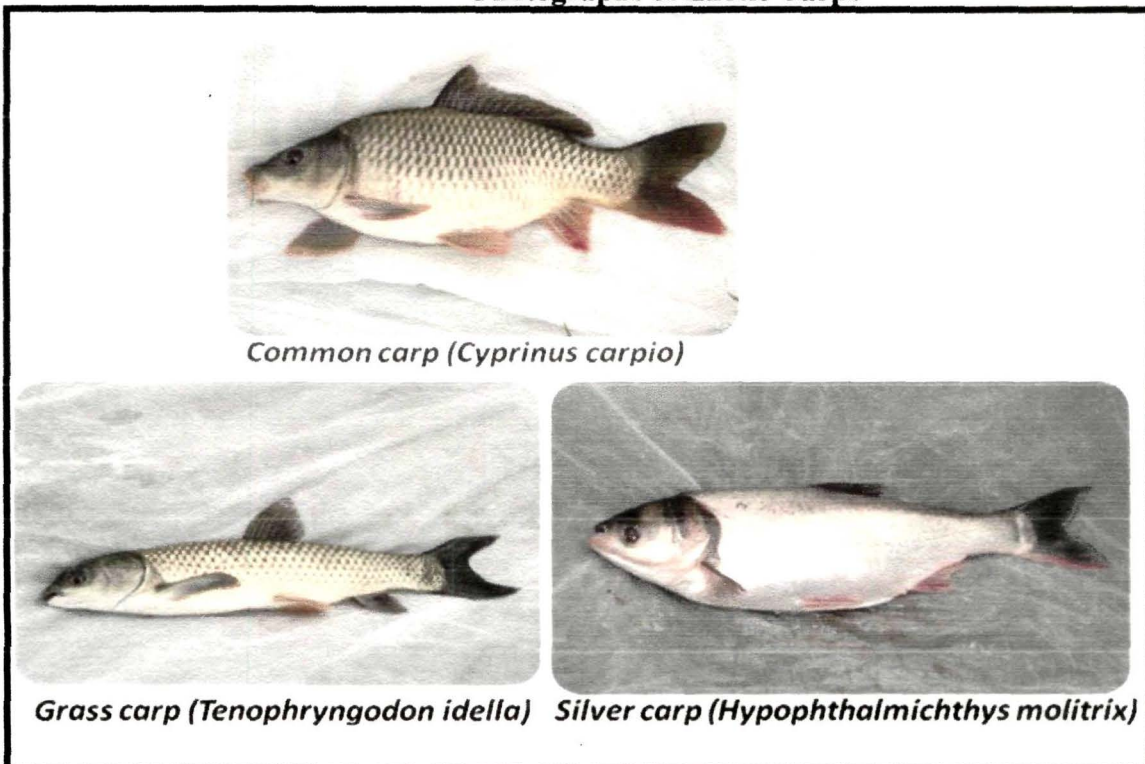 Common carp (Cyprinus carpio)
Grass carp (Tenophryngodon idella)
Silver carp (Hypophthalmichthys molitrix)